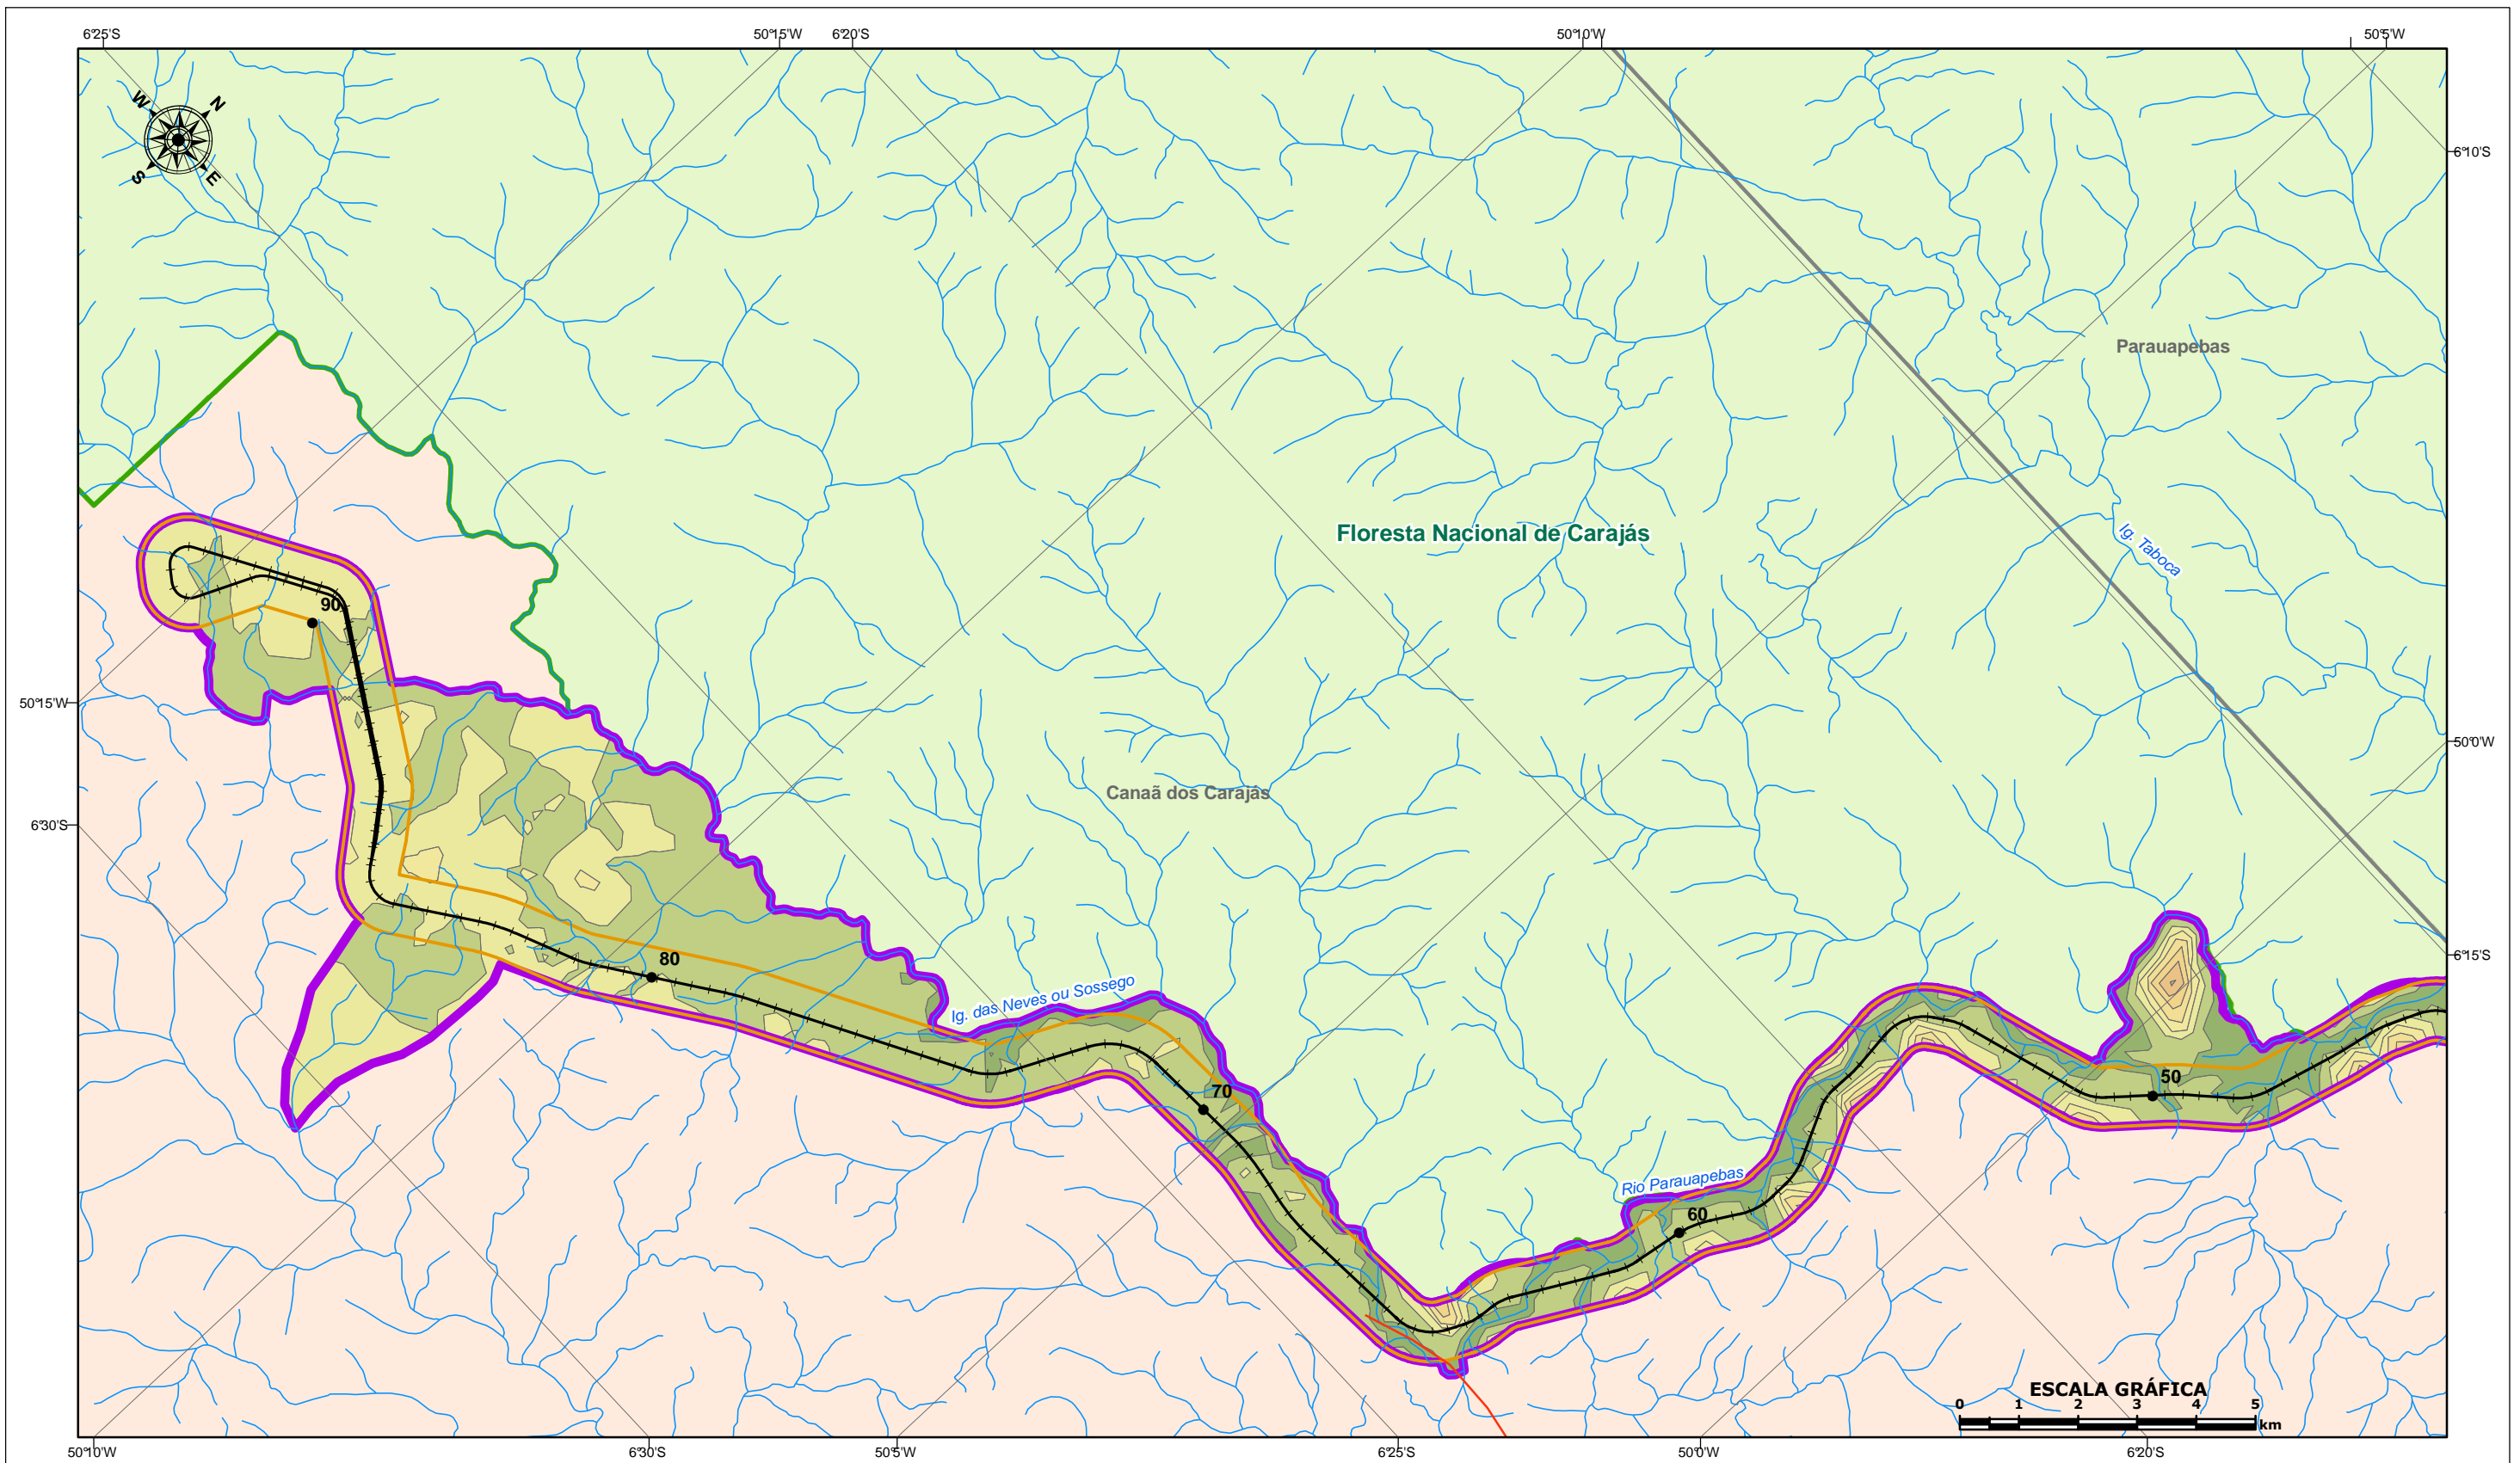 6°25'S
50°15'W
6°20'S
50°10'W
50°5'W
W
N
S
E
6°10'S
Parauapebas
Floresta Nacional de Carajás
Ig. Taboca
90
50°15'W
50°0'W
Canaã dos Carajás
6°30'S
80
Ig. das Neves ou Sossego
6°15'S
70
50
Rio Parauapebas
60
ESCALA GRÁFICA
0 1 2 3 4 5
km
50°10'W
6°30'S
50°5'W
6°25'S
50°0'W
6°20'S